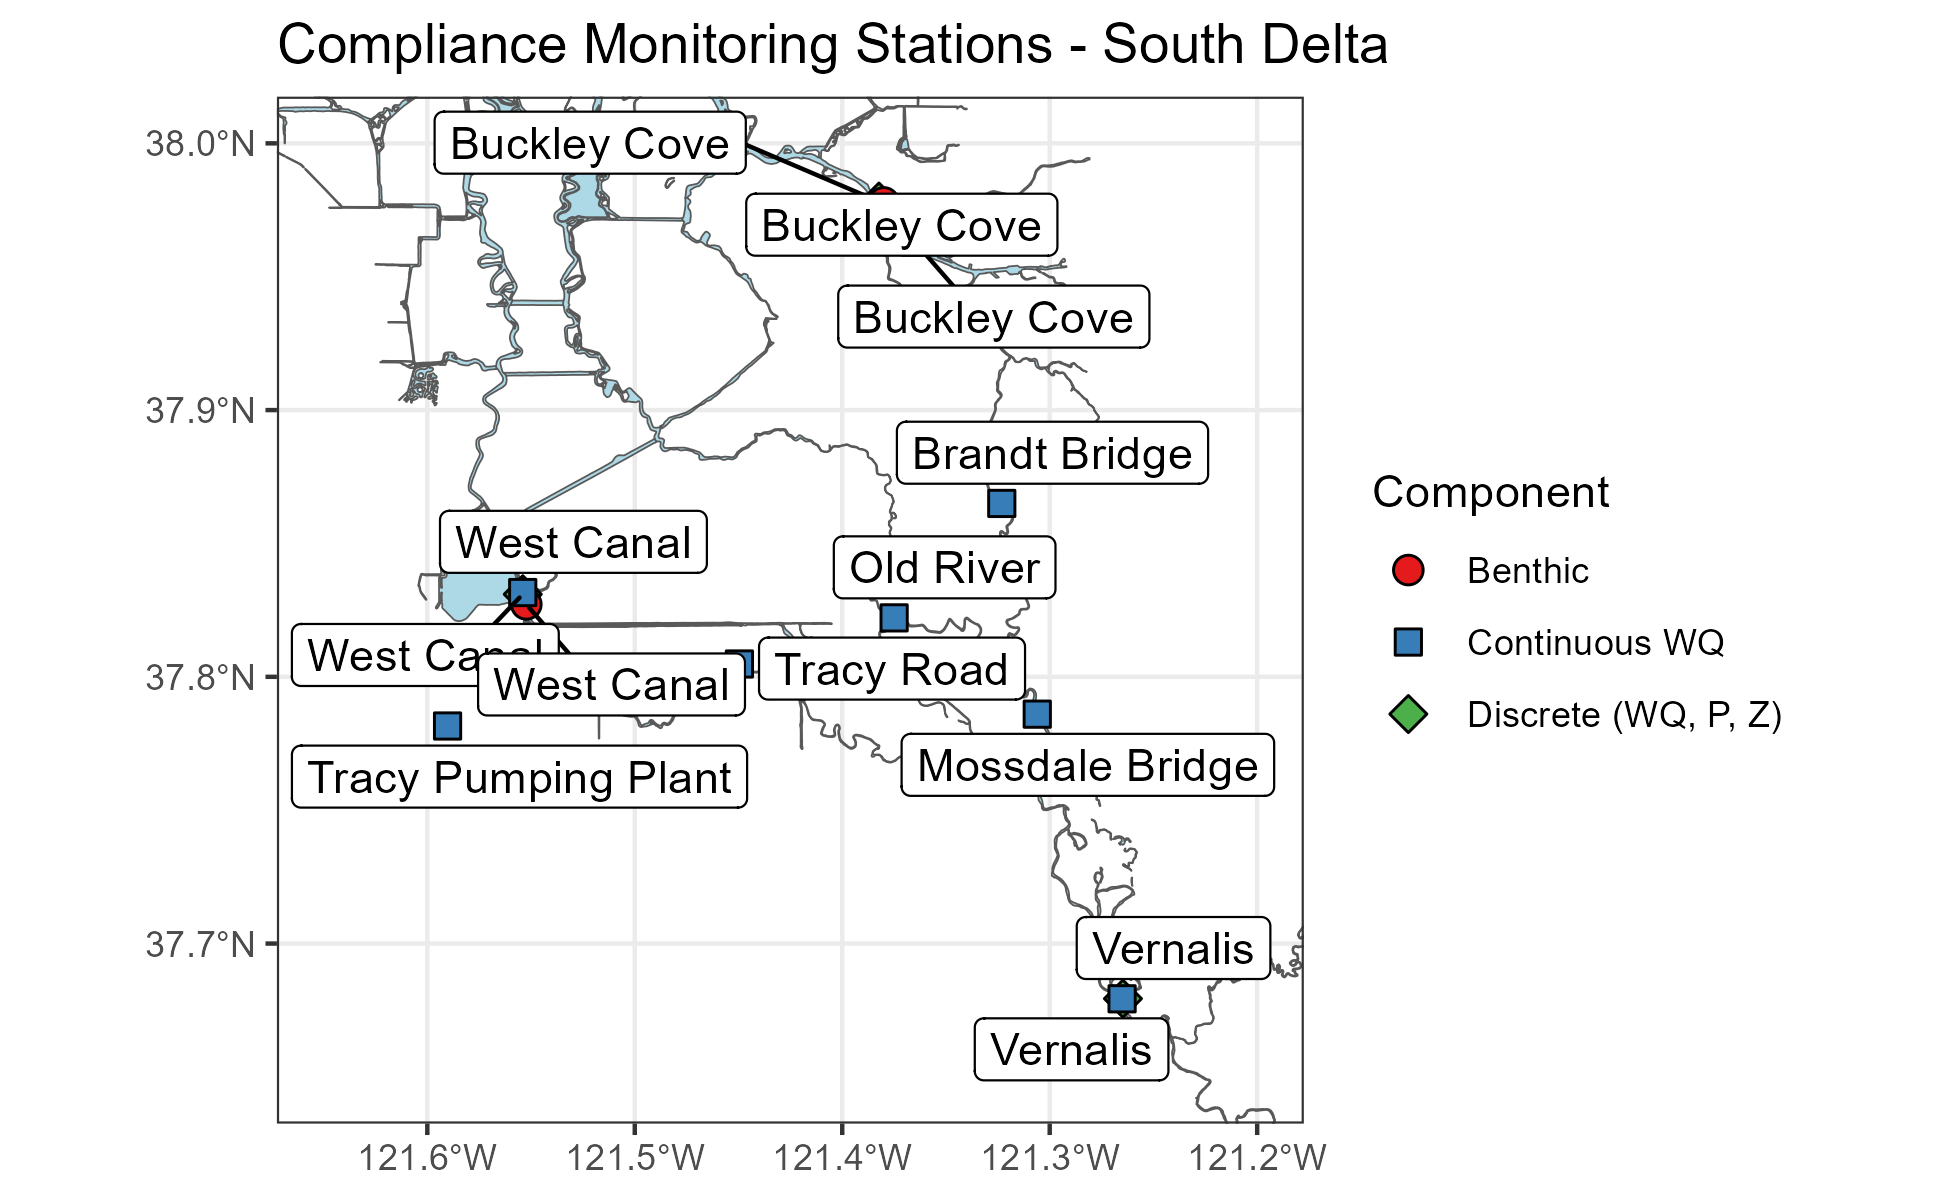 Compliance Monitoring Stations - South Delta
38.0°N
37.9°N
37.8°N
37.7°N
Buckley Cove
Buckley Cove
Buckley Cove
Brandt Bridge
West Canal
Old River
West Canal
West Canal
Tracy Road
Tracy Pumping Plant
Mossdale Bridge
Vernalis
Vernalis
121.6°W
121.5°W
121.4°W
121.3°W
121.2°W
Component
Benthic
Continuous WQ
Discrete (WQ, P, Z)